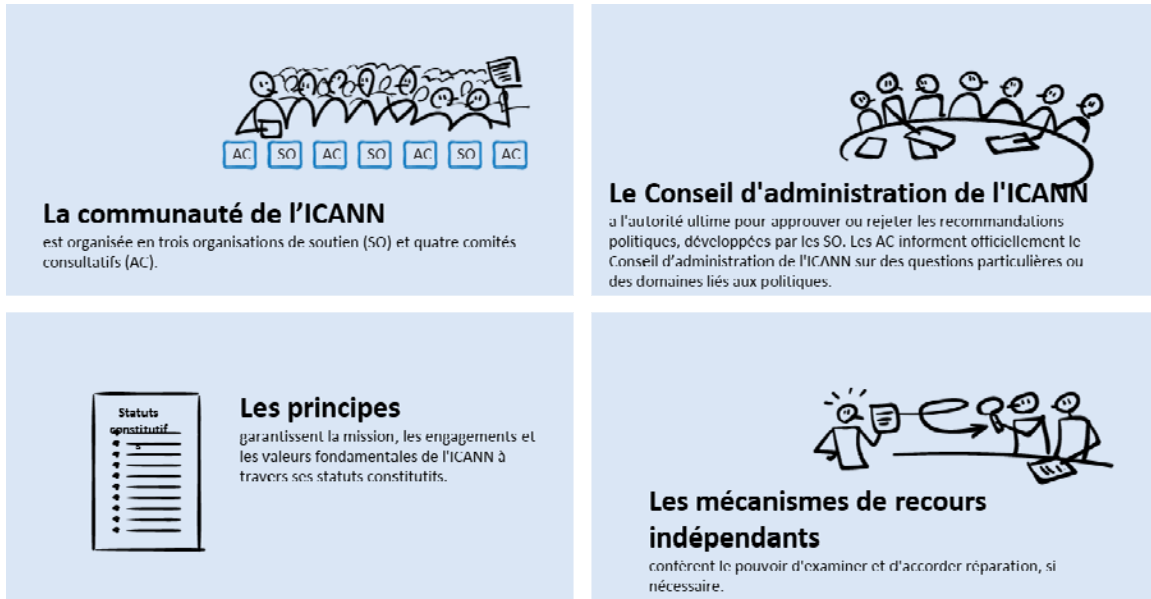 AC SO AC SO AC SO AC
La communauté de l’ICANN
est organisée en trois organisations de soutien (SO) et quatre comités
consultatifs (AC).
Le Conseil d'administration de l'ICANN
a l'autorité ultime pour approuver ou rejeter les recommandations
politiques, développées par les SO. Les AC informent officiellement le
Conseil d’administration de l'ICANN sur des questions particulières ou
des domaines liés aux politiques.
Statuts
constitutif
s
Les principes
garantissent la mission, les engagements et
les valeurs fondamentales de l'ICANN à
travers ses statuts constitutifs.
Les mécanismes de recours
indépendants
confèrent le pouvoir d'examiner et d'accorder réparation, si
nécessaire.